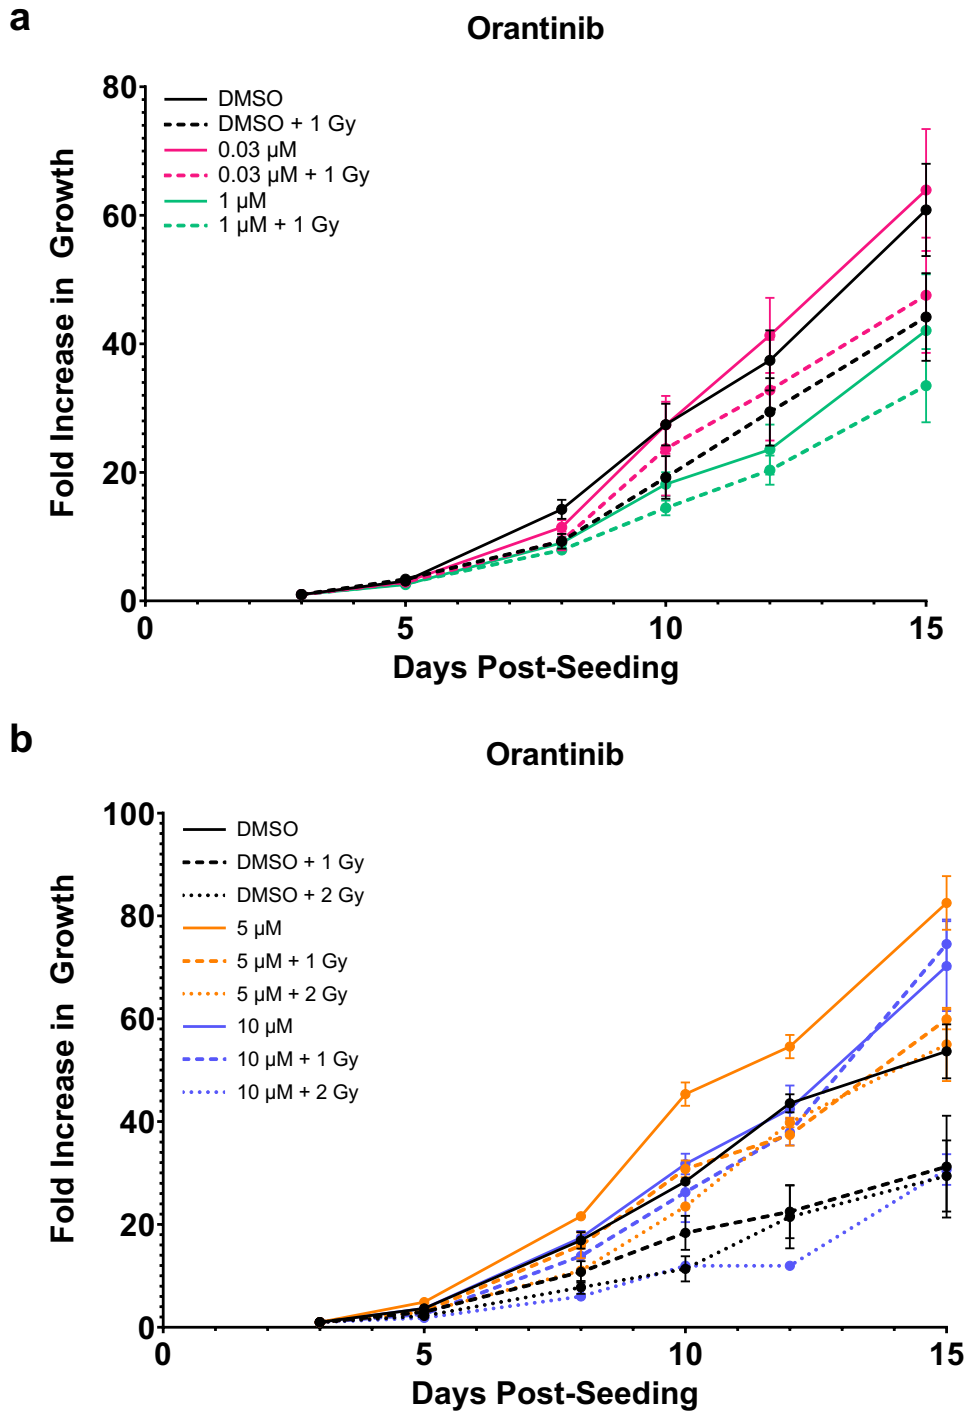 a
Orantinib
80
60
40
20
0
Fold Increase in Growth
DMSO
DMSO + 1 Gy
0.03 µM
0.03 µM + 1 Gy
1 µM
1 µM + 1 Gy
0 5 10 15
Days Post-Seeding
b
Orantinib
100
80
60
40
20
0
Fold Increase in Growth
DMSO
DMSO + 1 Gy
DMSO + 2 Gy
5 µM
5 µM + 1 Gy
5 µM + 2 Gy
10 µM
10 µM + 1 Gy
10 µM + 2 Gy
0 5 10 15
Days Post-Seeding